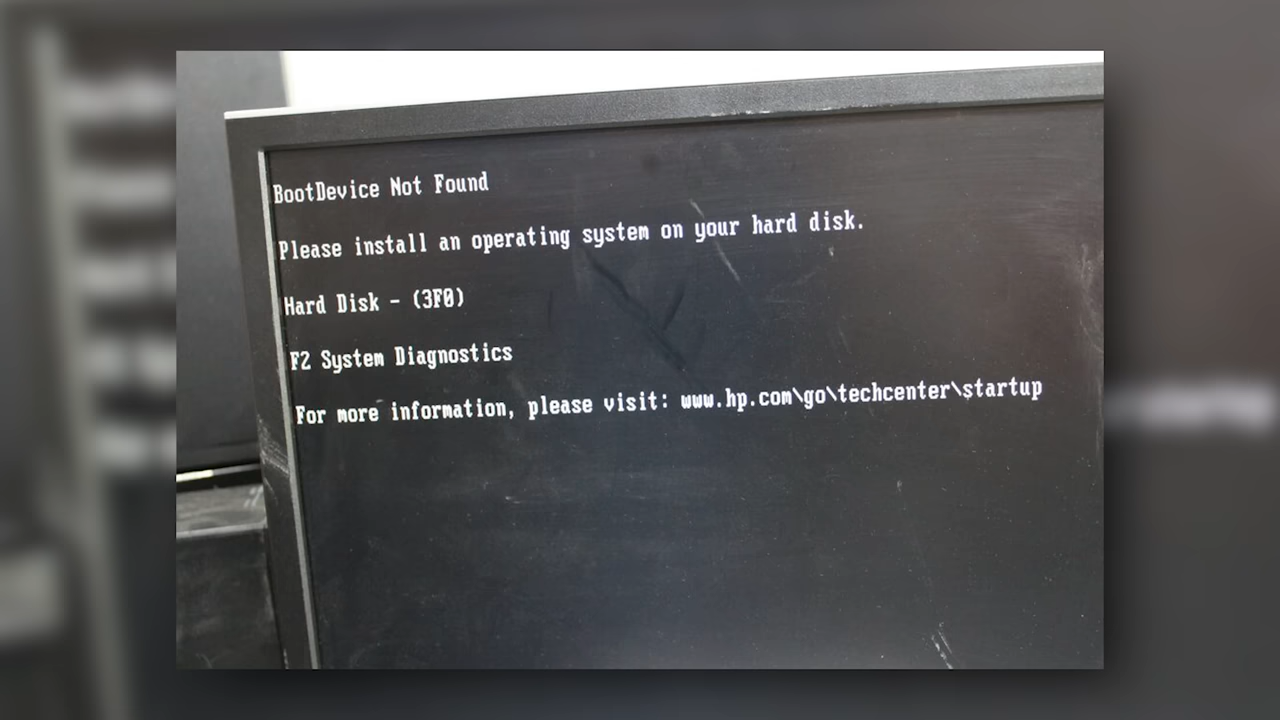 BootDevice Not Found
Please install an operating system on your hard disk.
Hard Disk - (3F0)
F2 System Diagnostics
For more information, please visit: www.hp.com\go\techcenter\startup